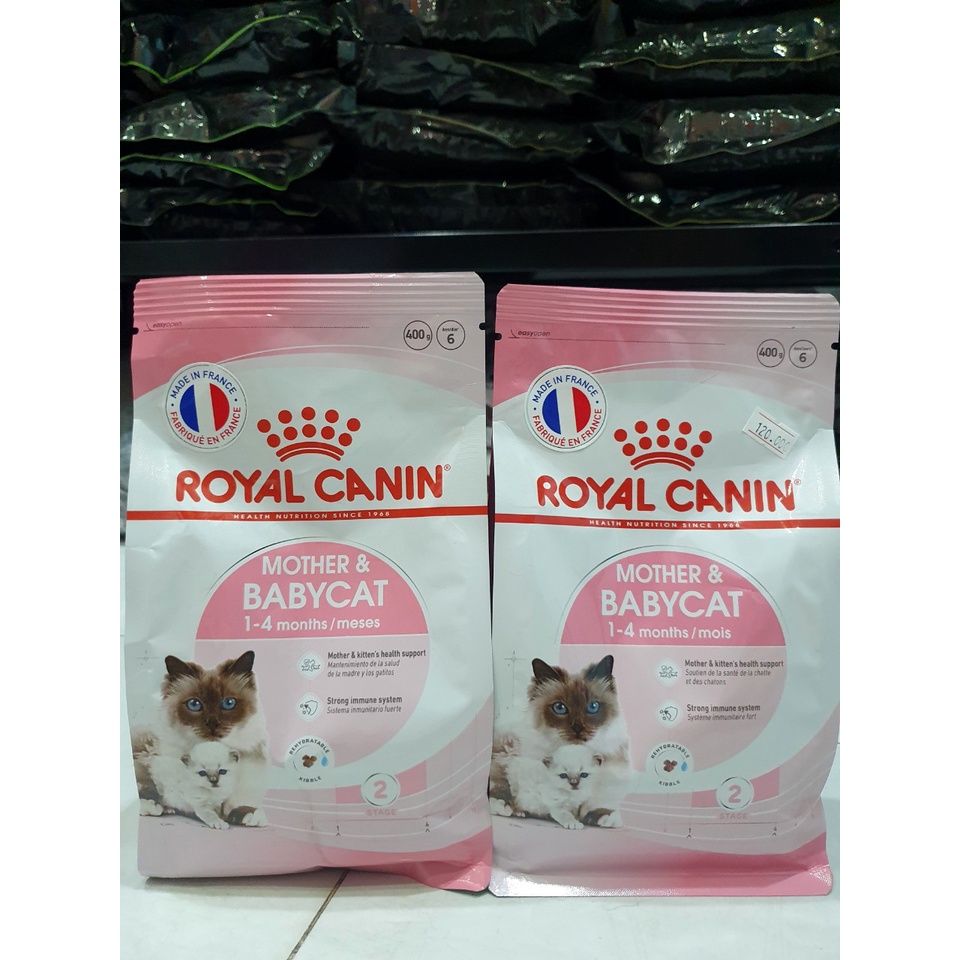 easyopen
400g
6
MADE IN FRANCE
FABRIQUÉ EN FRANCE
ROYAL CANIN®
HEALTH NUTRITION SINCE 1968
MOTHER &
BABYCAT
1-4 months/meses
Mother & kitten's health support
Mantenimiento de la salud
de la madre y los gatitos
Strong immune system
Sistema inmunitario fuerte
REHYDRATABLE
KIBBLE
2
STAGE
1
4
easyopen
400g
6
MADE IN FRANCE
FABRIQUÉ EN FRANCE
120.000
ROYAL CANIN®
HEALTH NUTRITION SINCE 1968
MOTHER &
BABYCAT
1-4 months/mois
Mother & kitten's health support
Soutien de la santé de la chatte
et des chatons
Strong immune system
Système immunitaire fort
REHYDRATABLE
KIBBLE
2
STAGE
1
4